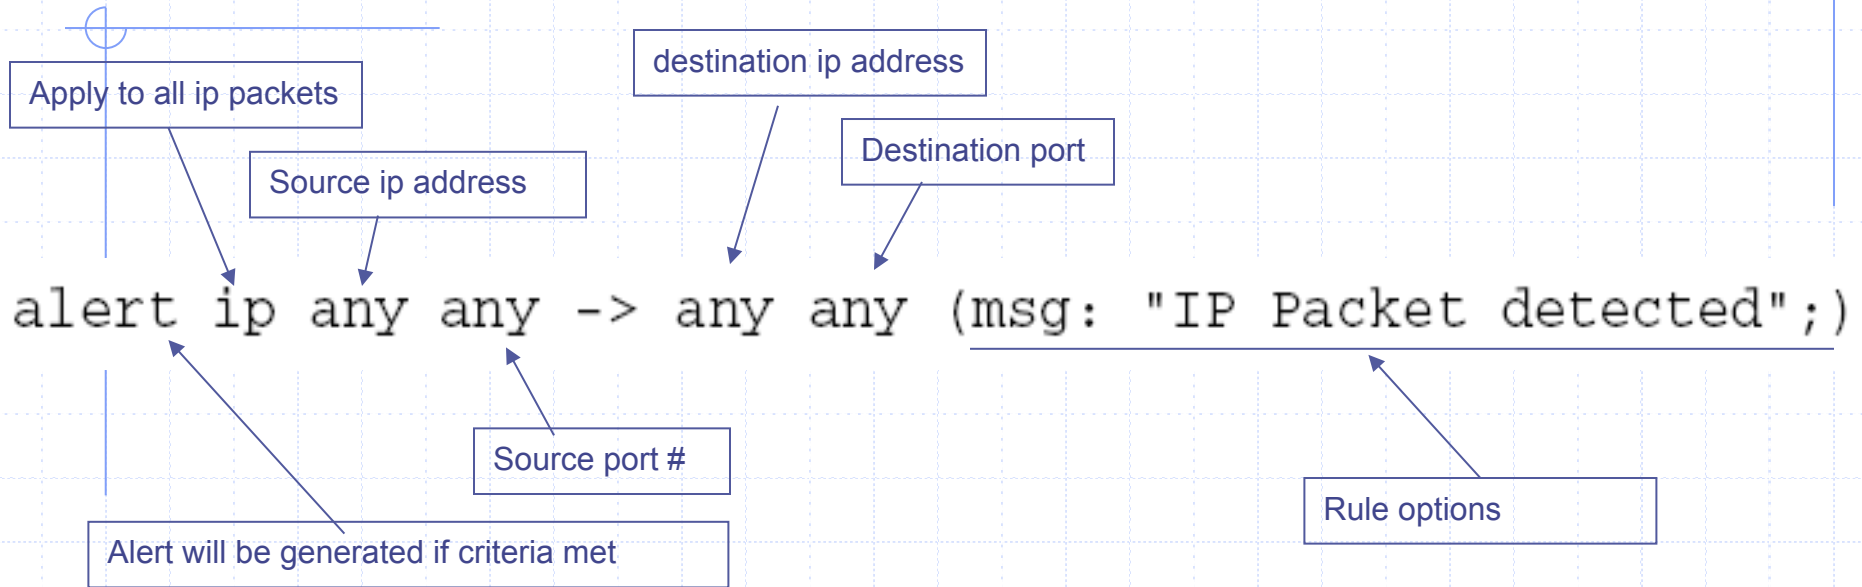 destination ip address
Apply to all ip packets
Destination port
Source ip address
alert ip any any -> any any (msg: "IP Packet detected";)
Source port #
Rule options
Alert will be generated if criteria met